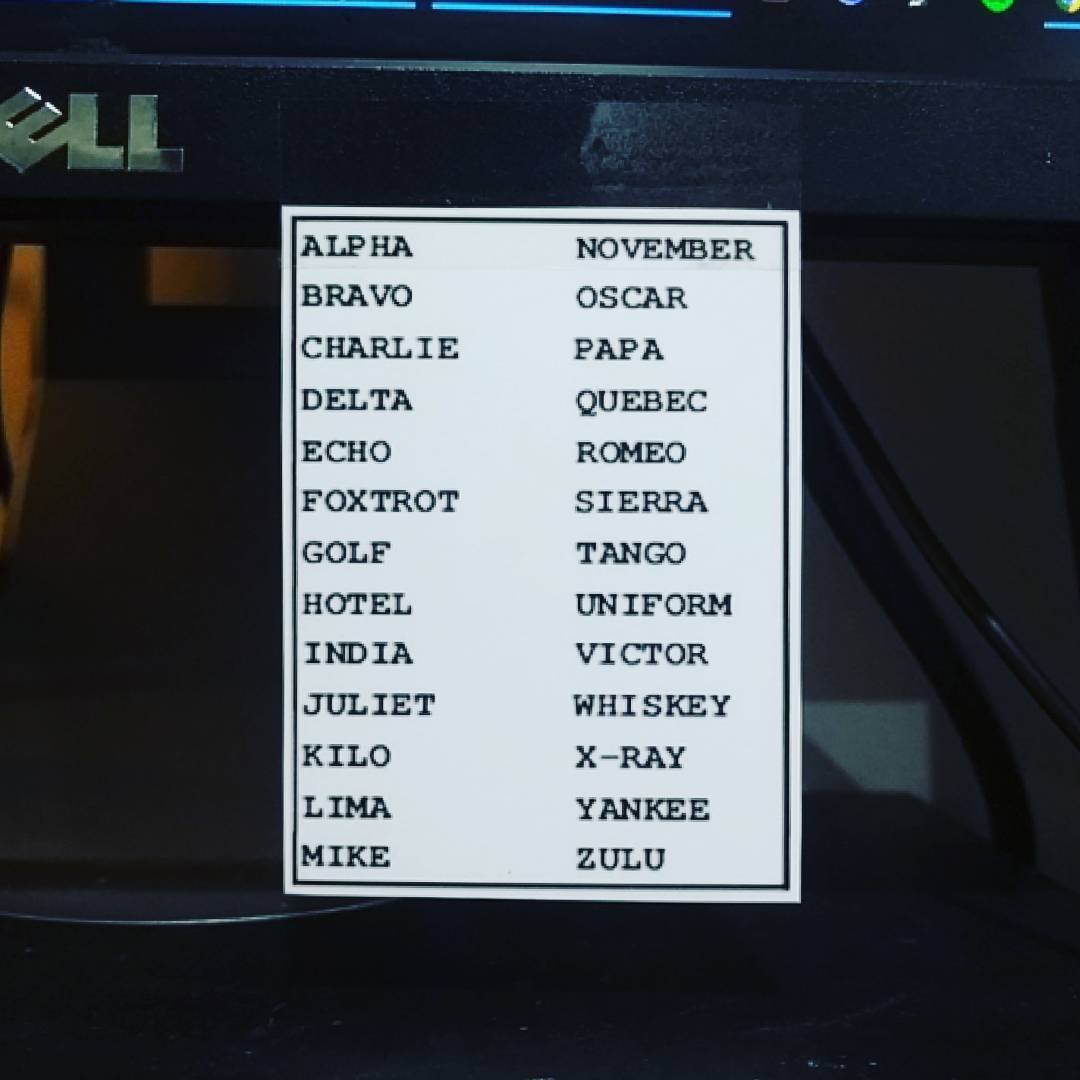 DELL
ALPHA NOVEMBER
BRAVO OSCAR
CHARLIE PAPA
DELTA QUEBEC
ECHO ROMEO
FOXTROT SIERRA
GOLF TANGO
HOTEL UNIFORM
INDIA VICTOR
JULIET WHISKEY
KILO X-RAY
LIMA YANKEE
MIKE ZULU